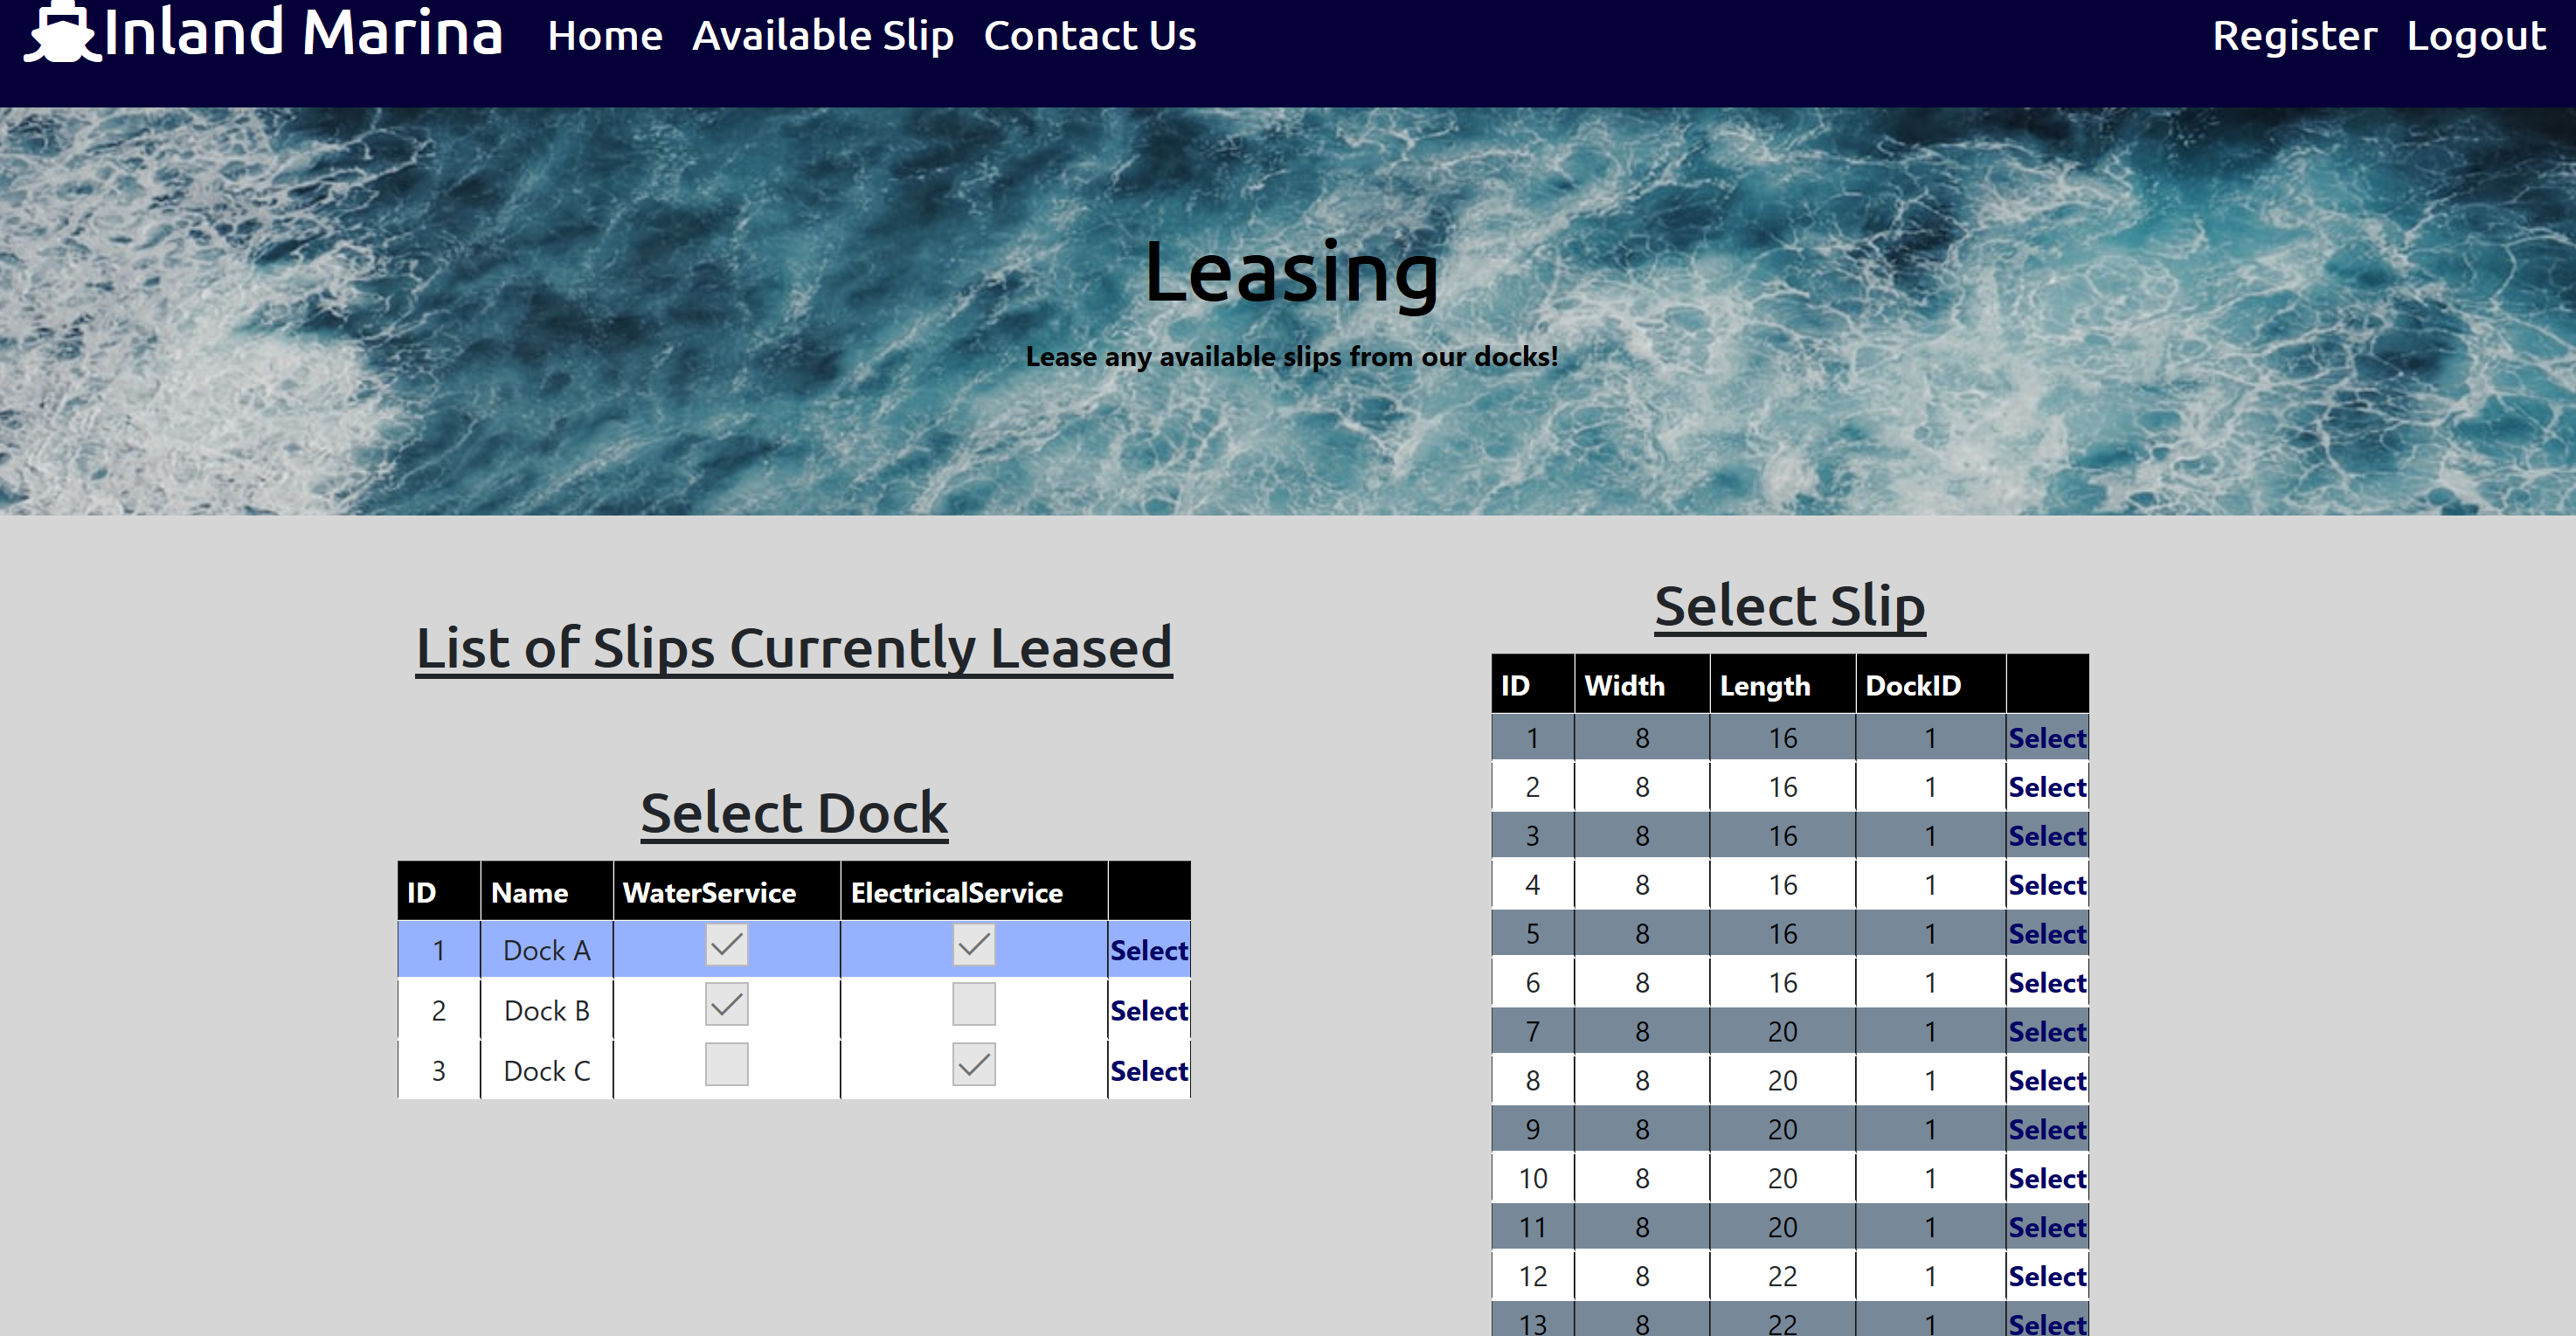 Inland Marina Home Available Slip Contact Us Register Logout
Leasing
Lease any available slips from our docks!
List of Slips Currently Leased
Select Dock
ID Name WaterService ElectricalService
1 Dock A Select
2 Dock B Select
3 Dock C Select
Select Slip
ID Width Length DockID
1 8 16 1 Select
2 8 16 1 Select
3 8 16 1 Select
4 8 16 1 Select
5 8 16 1 Select
6 8 16 1 Select
7 8 20 1 Select
8 8 20 1 Select
9 8 20 1 Select
10 8 20 1 Select
11 8 20 1 Select
12 8 22 1 Select
13 8 22 1 Select